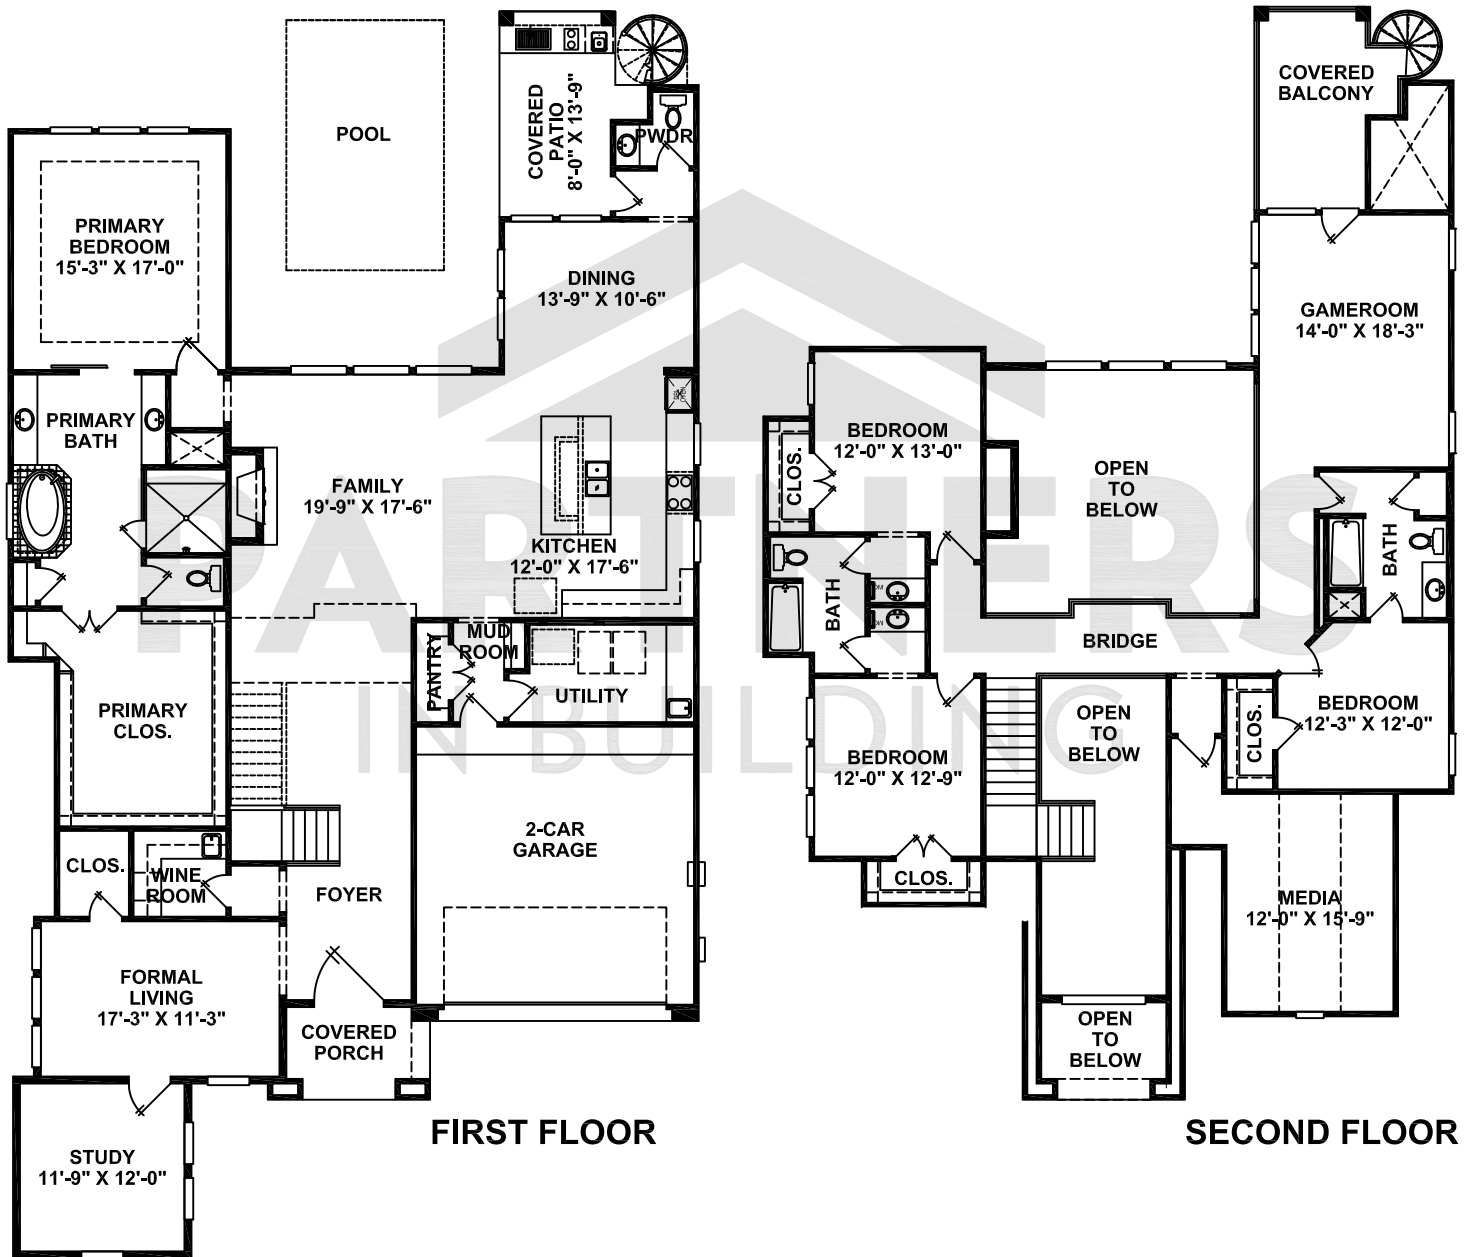 POOL
COVERED
PATIO
8'-0" X 13'-9"
PWDR
PRIMARY
BEDROOM
15'-3" X 17'-0"
DINING
13'-9" X 10'-6"
PRIMARY
BATH
FAMILY
19'-9" X 17'-6"
KITCHEN
12'-0" X 17'-6"
PANTRY
MUD
ROOM
UTILITY
PRIMARY
CLOS.
2-CAR
GARAGE
CLOS.
WINE
ROOM
FOYER
FORMAL
LIVING
17'-3" X 11'-3"
COVERED
PORCH
STUDY
11'-9" X 12'-0"
FIRST FLOOR
COVERED
BALCONY
GAMEROOM
14'-0" X 18'-3"
BEDROOM
12'-0" X 13'-0"
CLOS.
OPEN
TO
BELOW
BATH
BATH
BRIDGE
BEDROOM
12'-3" X 12'-0"
CLOS.
OPEN
TO
BELOW
BEDROOM
12'-0" X 12'-9"
CLOS.
MEDIA
12'-0" X 15'-9"
OPEN
TO
BELOW
SECOND FLOOR
PARTNERS
IN BUILDING